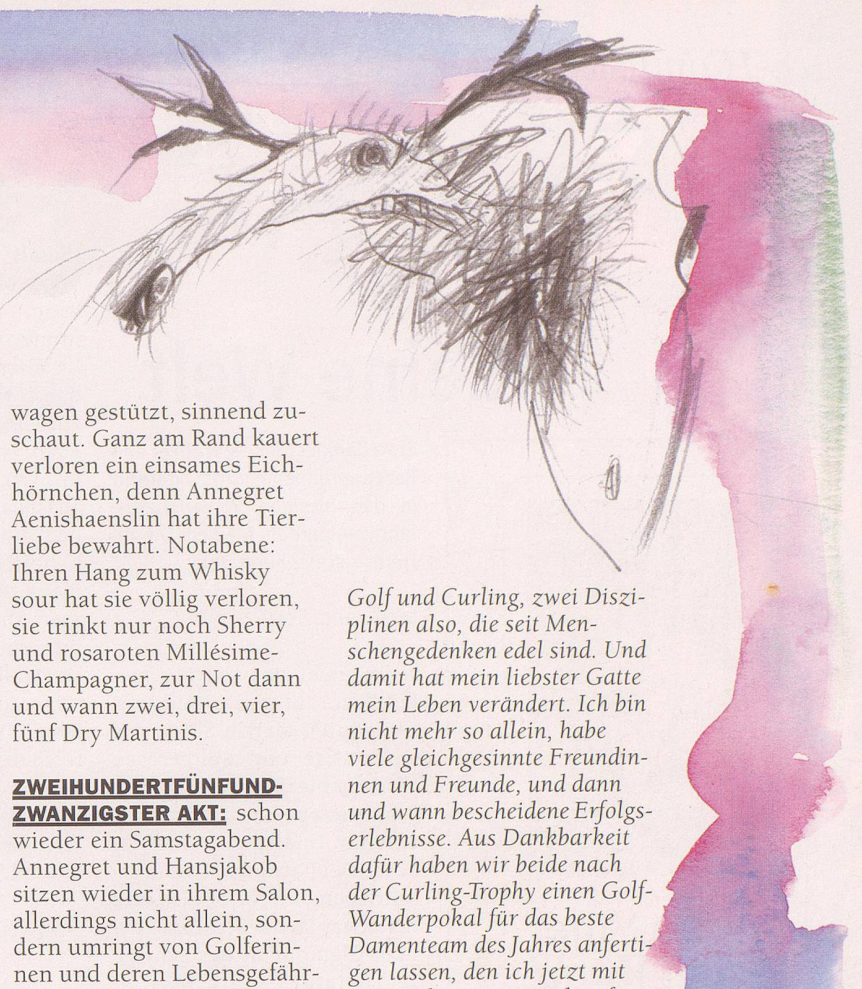 wagen gestützt, sinnend zu-
schaut. Ganz am Rand kauert
verloren ein einsames Eich-
hörnchen, denn Annegret
Aenishaenslin hat ihre Tier-
liebe bewahrt. Notabene:
Ihren Hang zum Whisky
sour hat sie völlig verloren,
sie trinkt nur noch Sherry
und rosaroten Millésime-
Champagner, zur Not dann
und wann zwei, drei, vier,
fünf Dry Martinis.
ZWEIHUNDERTFÜNFUND-
ZWANZIGSTER AKT: schon
wieder ein Samstagabend.
Annegret und Hansjakob
sitzen wieder in ihrem Salon,
allerdings nicht allein, son-
dern umringt von Golferin-
nen und deren Lebensgefähr-
Golf und Curling, zwei Diszi-
plinen also, die seit Men-
schengedenken edel sind. Und
damit hat mein liebster Gatte
mein Leben verändert. Ich bin
nicht mehr so allein, habe
viele gleichgesinnte Freundin-
nen und Freunde, und dann
und wann bescheidene Erfolgs-
erlebnisse. Aus Dankbarkeit
dafür haben wir beide nach
der Curling-Trophy einen Golf-
Wanderpokal für das beste
Damenteam des Jahres anferti-
gen lassen, den ich jetzt mit